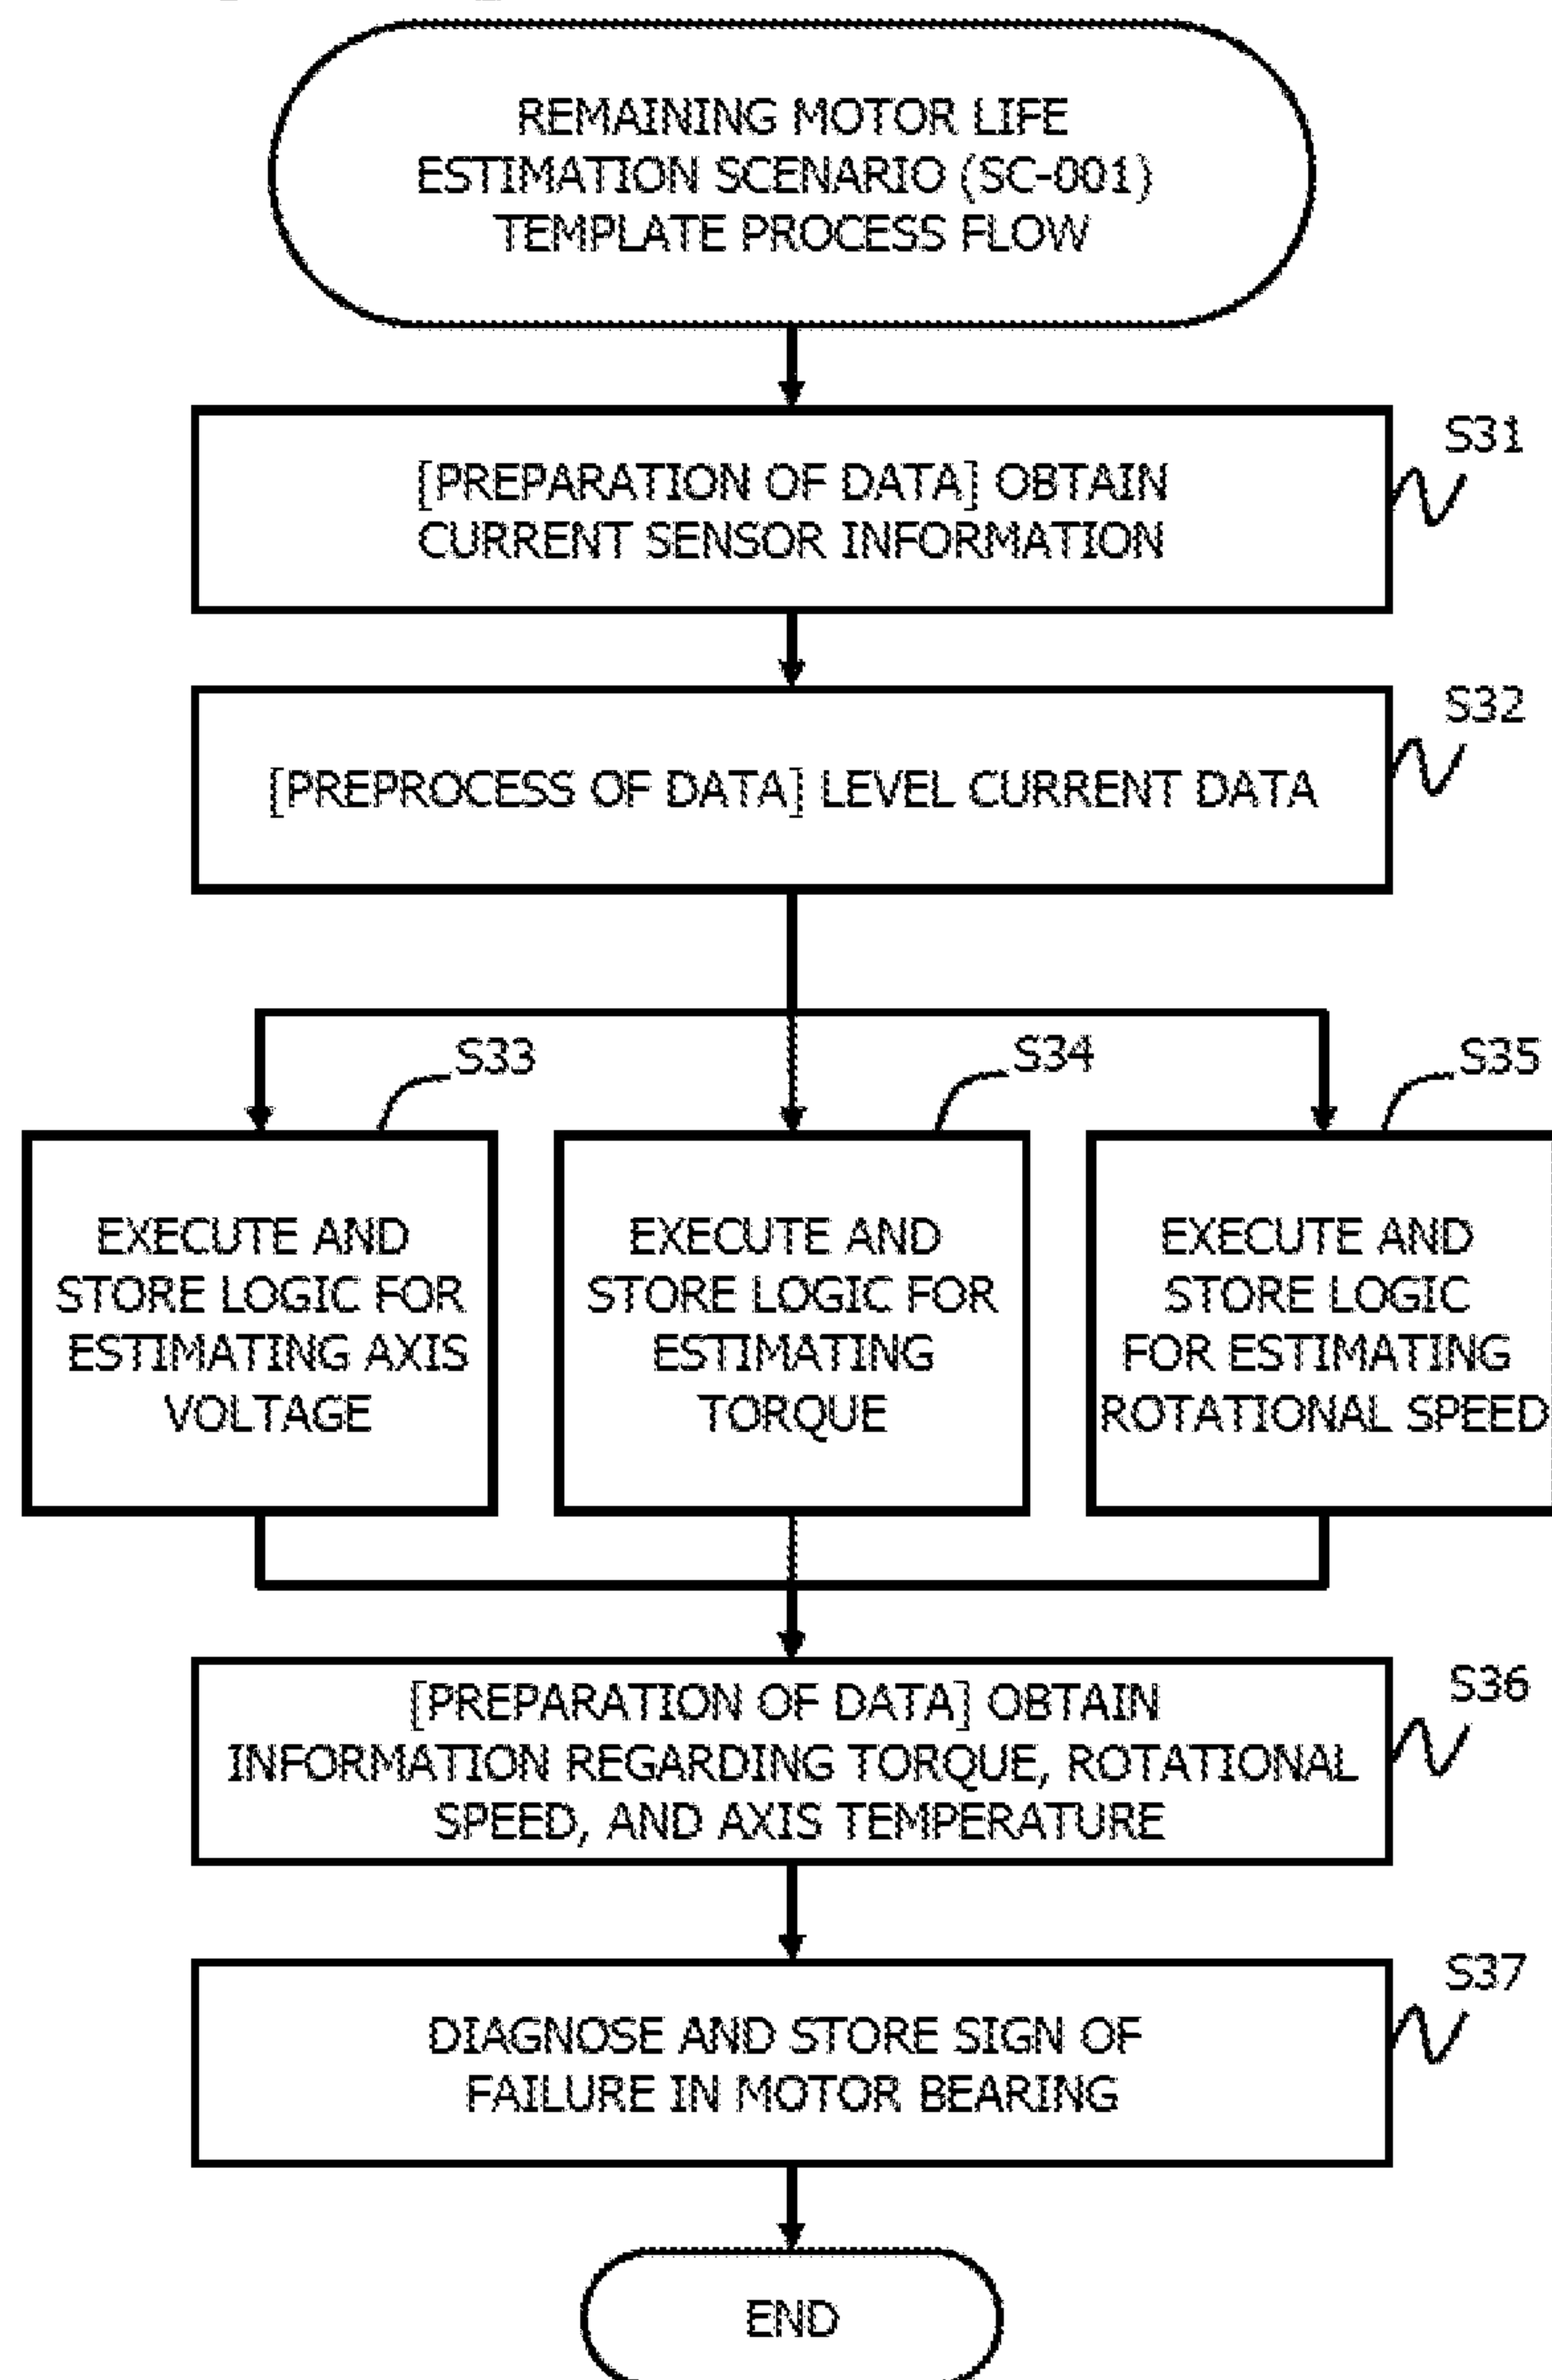 REMAINING MOTOR LIFE
ESTIMATION SCENARIO (SC-001)
TEMPLATE PROCESS FLOW
[PREPARATION OF DATA] OBTAIN
CURRENT SENSOR INFORMATION
S31
[PREPROCESS OF DATA] LEVEL CURRENT DATA
S32
S33
EXECUTE AND
STORE LOGIC FOR
ESTIMATING AXIS
VOLTAGE
S34
EXECUTE AND
STORE LOGIC FOR
ESTIMATING
TORQUE
S35
EXECUTE AND
STORE LOGIC
FOR ESTIMATING
ROTATIONAL SPEED
[PREPARATION OF DATA] OBTAIN
INFORMATION REGARDING TORQUE, ROTATIONAL
SPEED, AND AXIS TEMPERATURE
S36
DIAGNOSE AND STORE SIGN OF
FAILURE IN MOTOR BEARING
S37
END